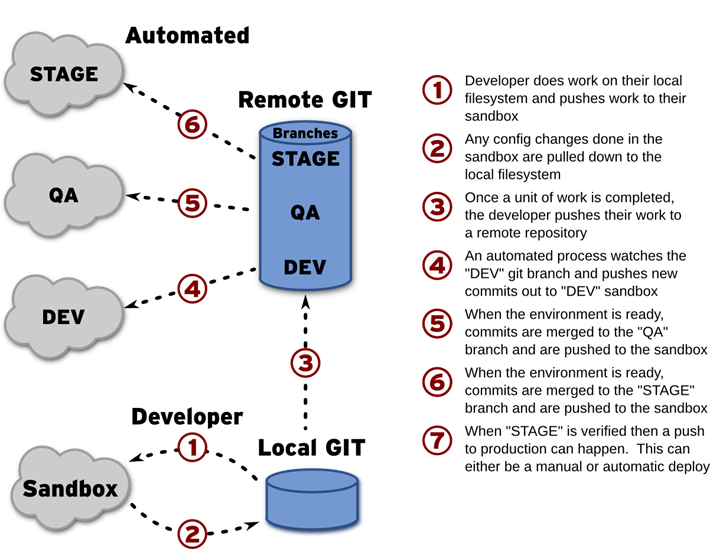 Automated
STAGE
6
Remote GIT
Branches
STAGE
QA
5
QA
DEV
4
DEV
3
Developer
1
Local GIT
Sandbox
2
1 Developer does work on their local
filesystem and pushes work to their
sandbox
2 Any config changes done in the
sandbox are pulled down to the
local filesystem
3 Once a unit of work is completed,
the developer pushes their work to
a remote repository
4 An automated process watches the
"DEV" git branch and pushes new
commits out to "DEV" sandbox
5 When the environment is ready,
commits are merged to the "QA"
branch and are pushed to the sandbox
6 When the environment is ready,
commits are merged to the "STAGE"
branch and are pushed to the sandbox
7 When "STAGE" is verified then a push
to production can happen.  This can
either be a manual or automatic deploy